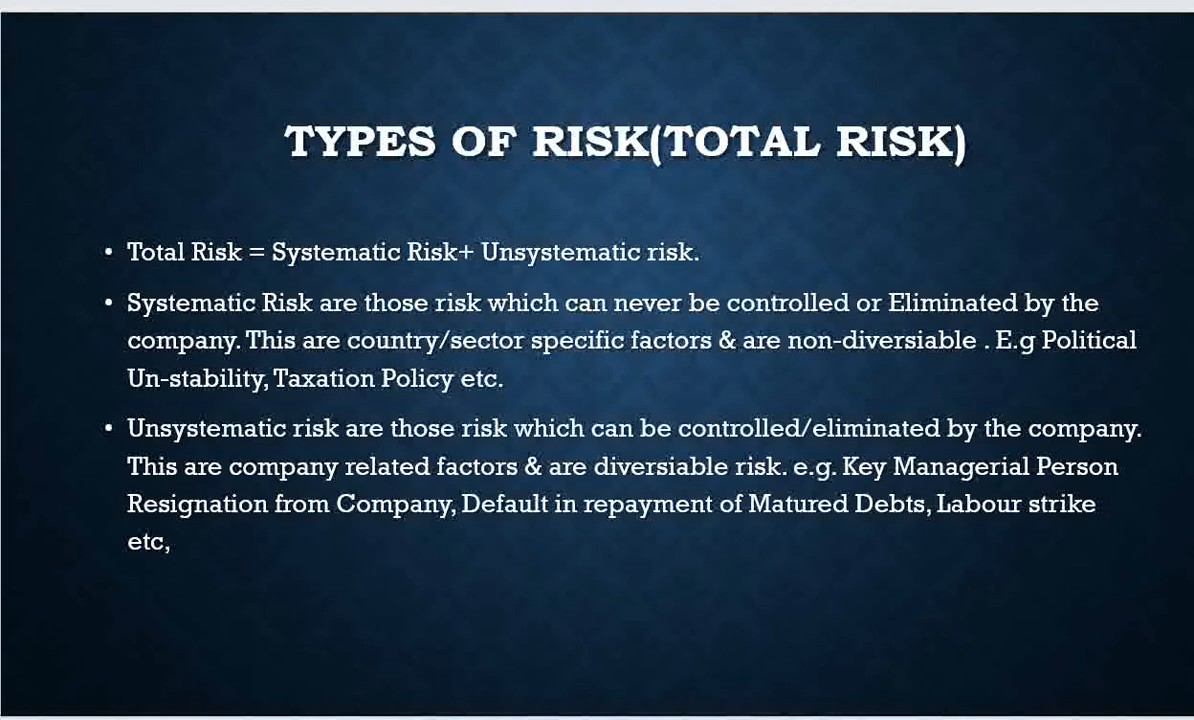 TYPES OF RISK(TOTAL RISK)
• Total Risk = Systematic Risk+ Unsystematic risk.
• Systematic Risk are those risk which can never be controlled or Eliminated by the
company. This are country/sector specific factors & are non-diversiable . E.g Political
Un-stability, Taxation Policy etc.
• Unsystematic risk are those risk which can be controlled/eliminated by the company.
This are company related factors & are diversiable risk. e.g. Key Managerial Person
Resignation from Company, Default in repayment of Matured Debts, Labour strike
etc,